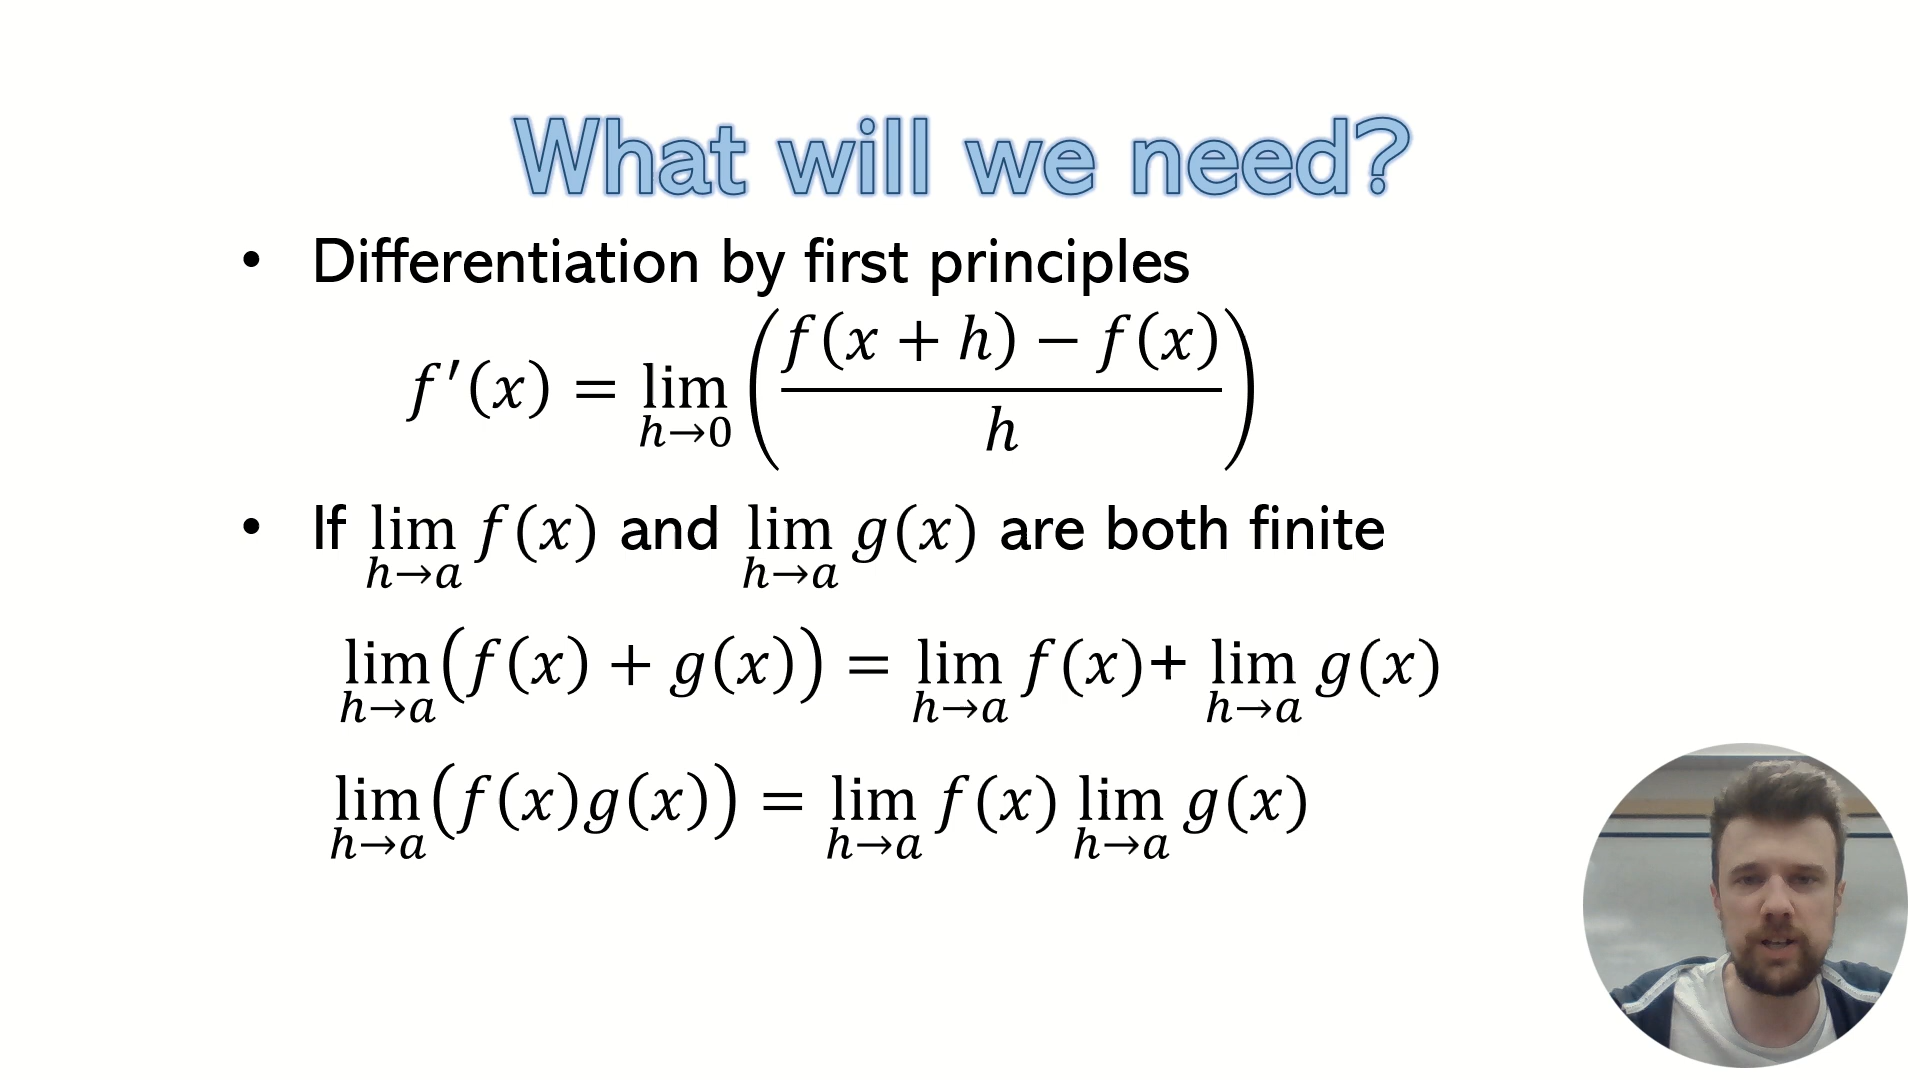 What will we need?
• Differentiation by first principles
f′(x) = lim_{h→0} ( (f(x + h) − f(x)) / h )
• If lim_{h→a} f(x) and lim_{h→a} g(x) are both finite
lim_{h→a} (f(x) + g(x)) = lim_{h→a} f(x) + lim_{h→a} g(x)
lim_{h→a} (f(x)g(x)) = lim_{h→a} f(x) lim_{h→a} g(x)